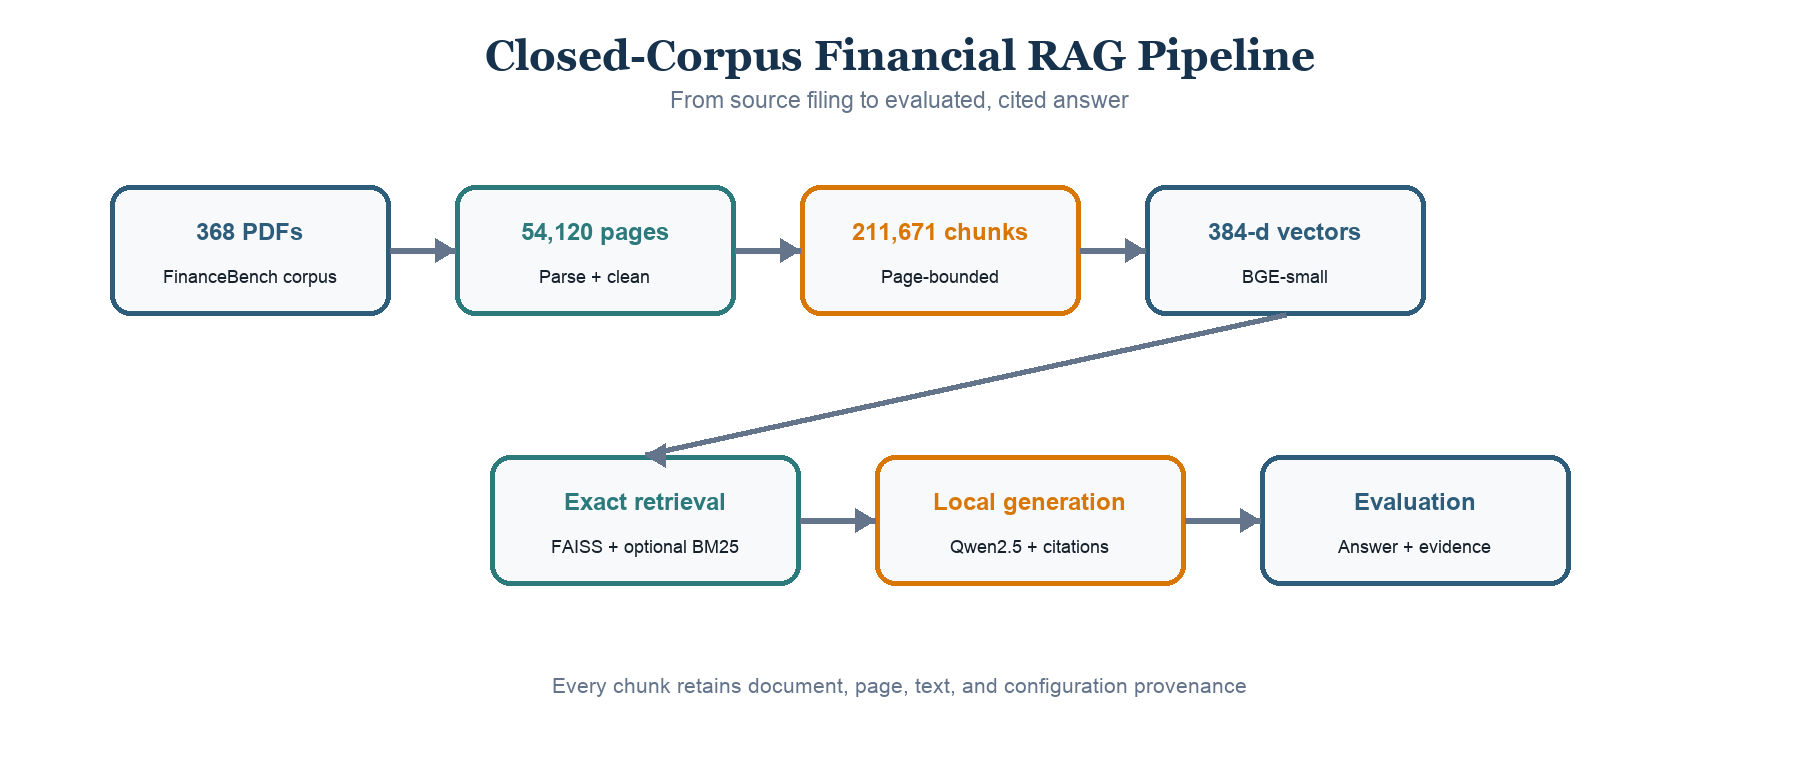 Closed-Corpus Financial RAG Pipeline
From source filing to evaluated, cited answer
368 PDFs
FinanceBench corpus
54,120 pages
Parse + clean
211,671 chunks
Page-bounded
384-d vectors
BGE-small
Exact retrieval
FAISS + optional BM25
Local generation
Qwen2.5 + citations
Evaluation
Answer + evidence
Every chunk retains document, page, text, and configuration provenance